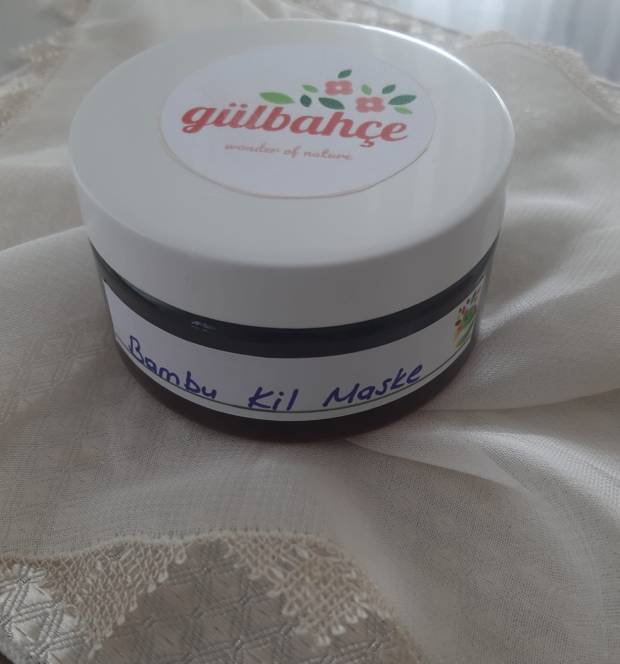 gülbahçe
wonder of nature
Bambu Kil Maske